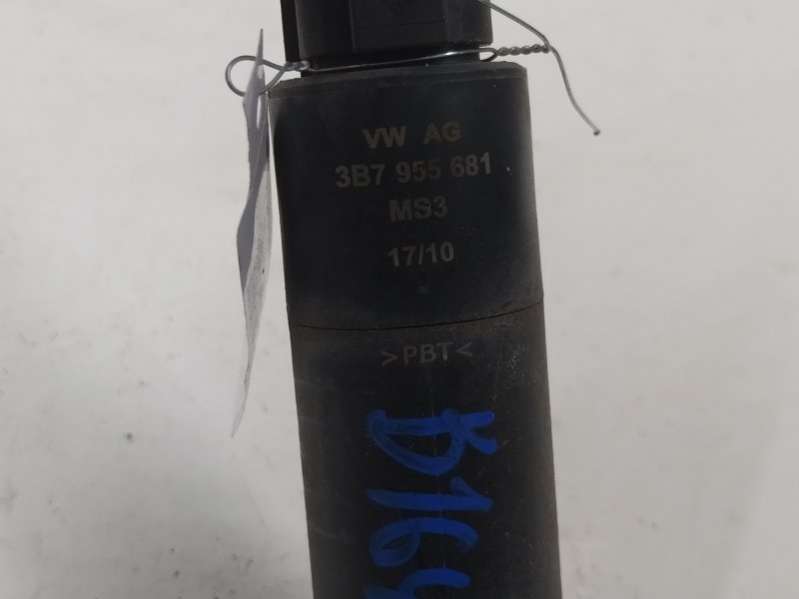 VW AG
3B7 955 681
MS3
17/10
>PBT<